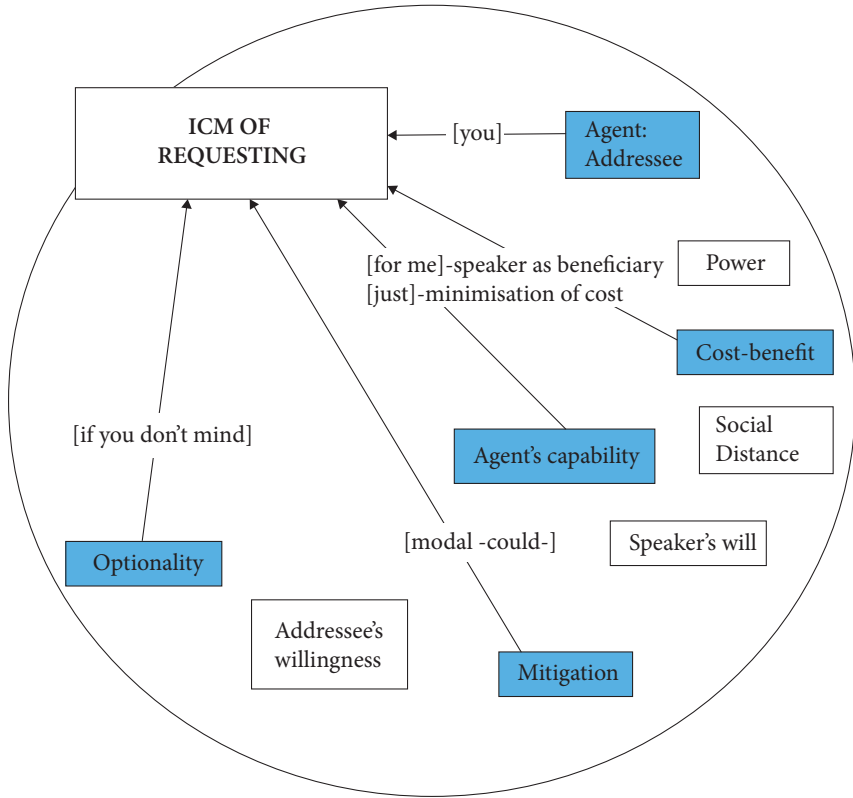 ICM OF
REQUESTING
[you]
Agent:
Addressee
[for me]-speaker as beneficiary
[just]-minimisation of cost
Power
Cost-benefit
[if you don't mind]
Agent's capability
Social
Distance
[modal -could-]
Speaker's will
Optionality
Addressee's
willingness
Mitigation